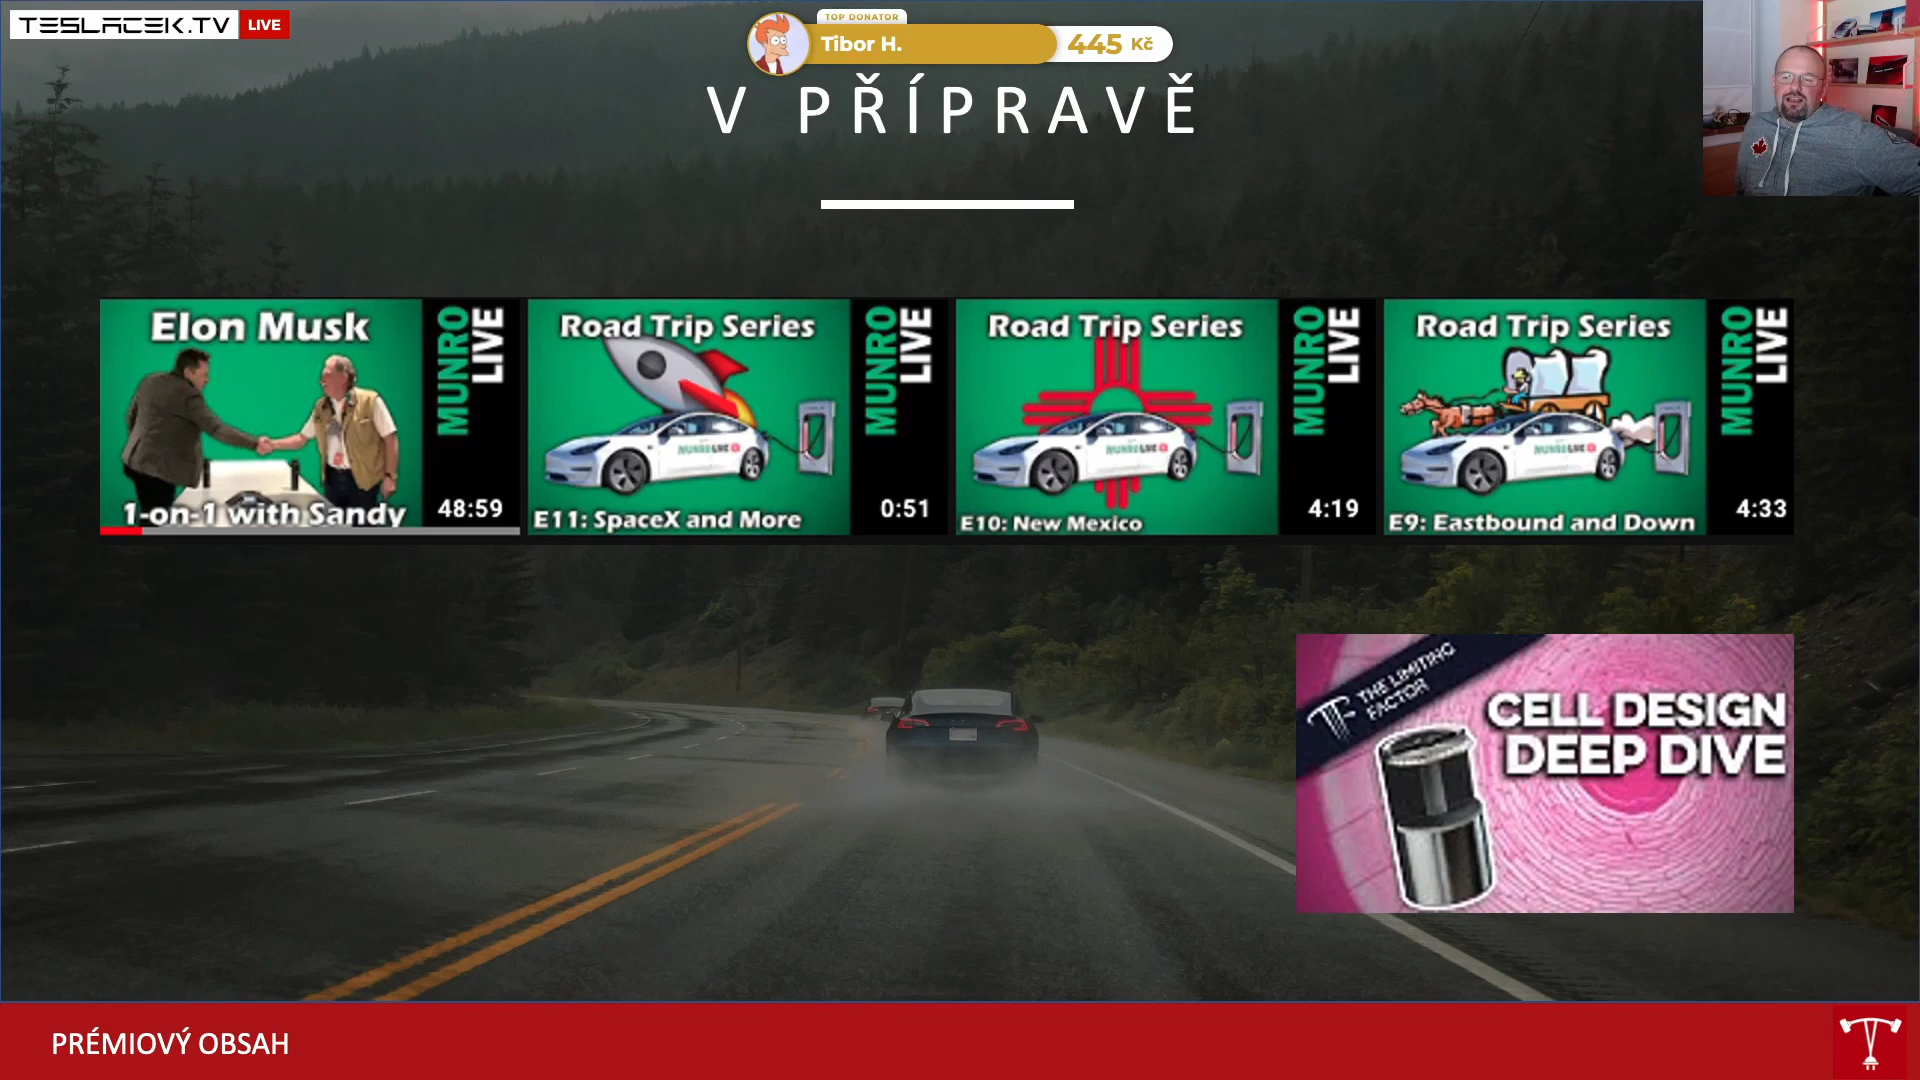 TESLACEK.TV LIVE
TOP DONATOR
Tibor H. 445 Kč
V PŘÍPRAVĚ
Elon Musk
1-on-1 with Sandy
MUNRO
LIVE
48:59
Road Trip Series
E11: SpaceX and More
MUNRO
LIVE
0:51
Road Trip Series
E10: New Mexico
MUNRO
LIVE
4:19
Road Trip Series
E9: Eastbound and Down
MUNRO
LIVE
4:33
THE LIMITING
FACTOR
CELL DESIGN
DEEP DIVE
PRÉMIOVÝ OBSAH